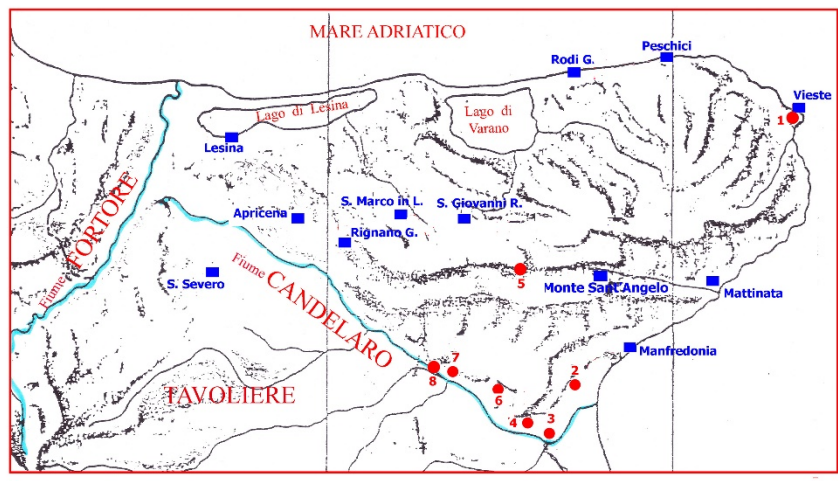 MARE ADRIATICO
Peschici
Rodi G.
Vieste
1
Lago di Lesina
Lago di
Varano
Lesina
FORTORE
Fiume
S. Marco in L.
S. Giovanni R.
Apricena
Rignano G.
S. Severo
Fiume
CANDELARO
5
Monte Sant'Angelo
Mattinata
Manfredonia
TAVOLIERE
7
8
2
6
4
3